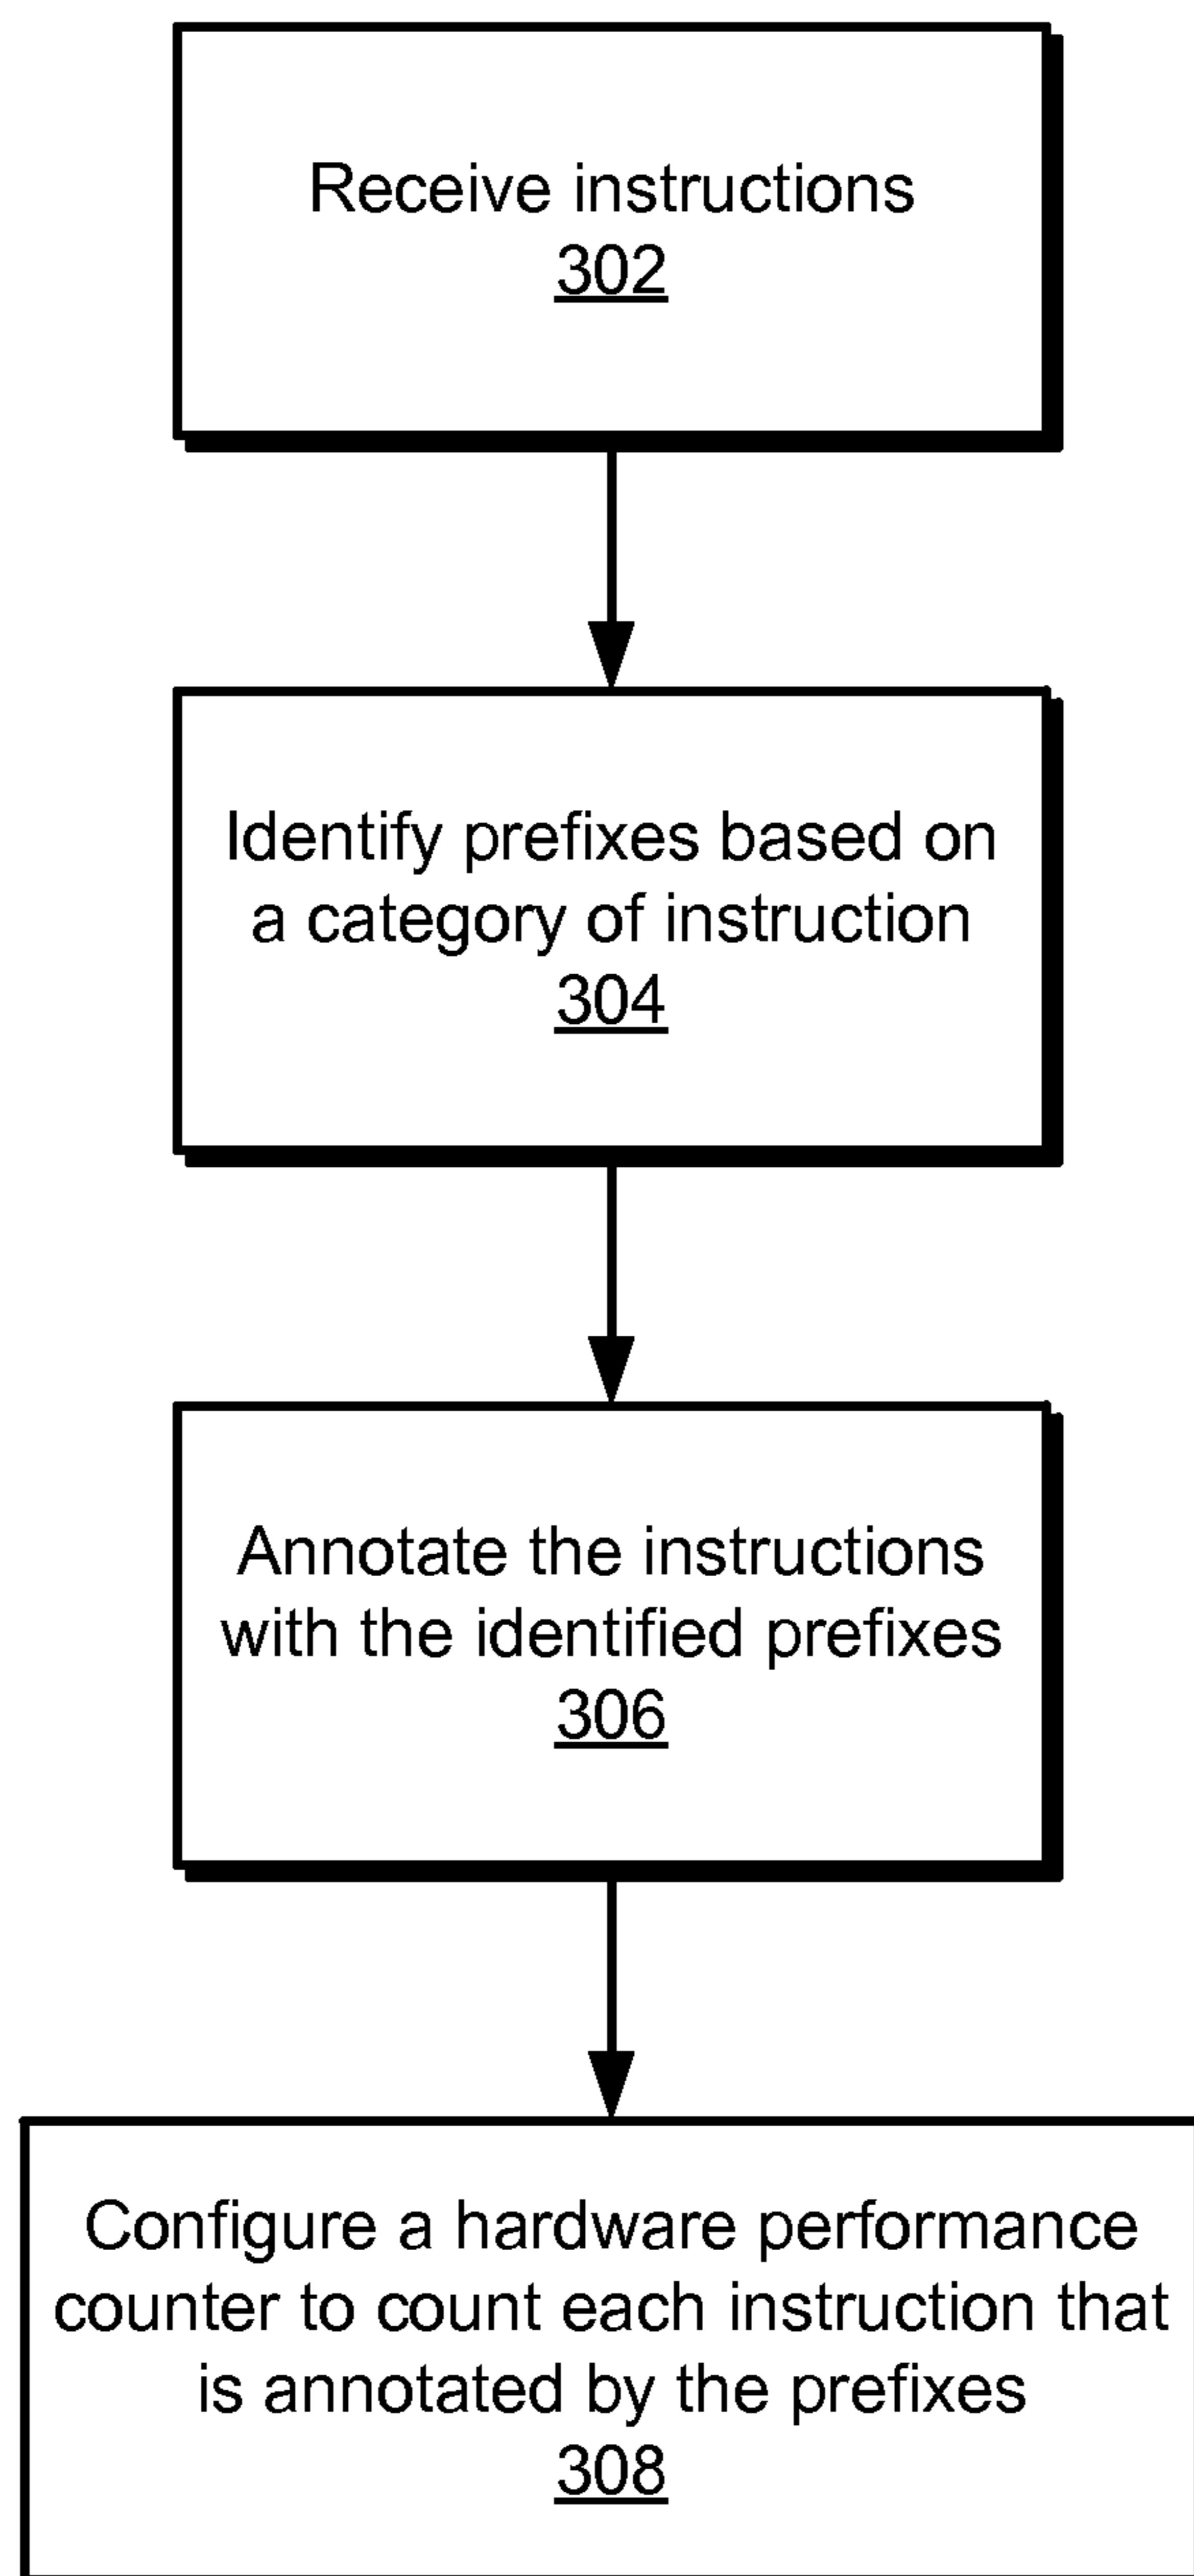 Receive instructions
302
Identify prefixes based on
a category of instruction
304
Annotate the instructions
with the identified prefixes
306
Configure a hardware performance
counter to count each instruction that
is annotated by the prefixes
308